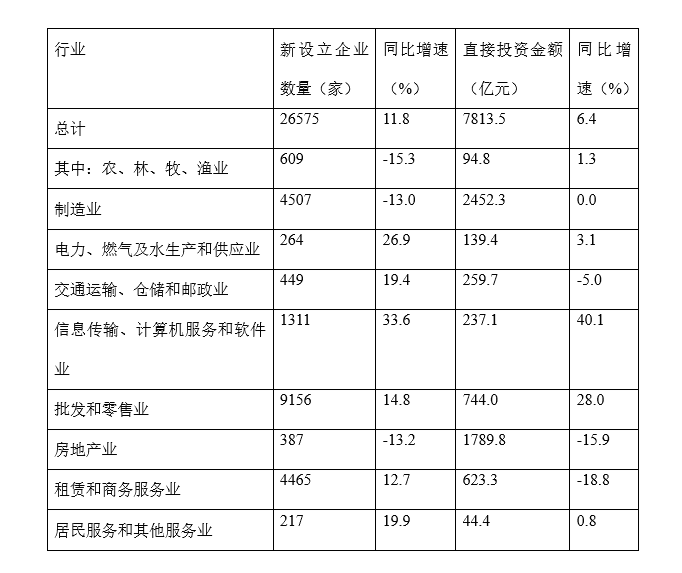 行业 新设立企业 同比增速 直接投资金额 同比增
数量（家） （%） （亿元） 速（%）
总计 26575 11.8 7813.5 6.4
其中：农、林、牧、渔业 609 -15.3 94.8 1.3
制造业 4507 -13.0 2452.3 0.0
电力、燃气及水生产和供应业 264 26.9 139.4 3.1
交通运输、仓储和邮政业 449 19.4 259.7 -5.0
信息传输、计算机服务和软件 1311 33.6 237.1 40.1
业
批发和零售业 9156 14.8 744.0 28.0
房地产业 387 -13.2 1789.8 -15.9
租赁和商务服务业 4465 12.7 623.3 -18.8
居民服务和其他服务业 217 19.9 44.4 0.8